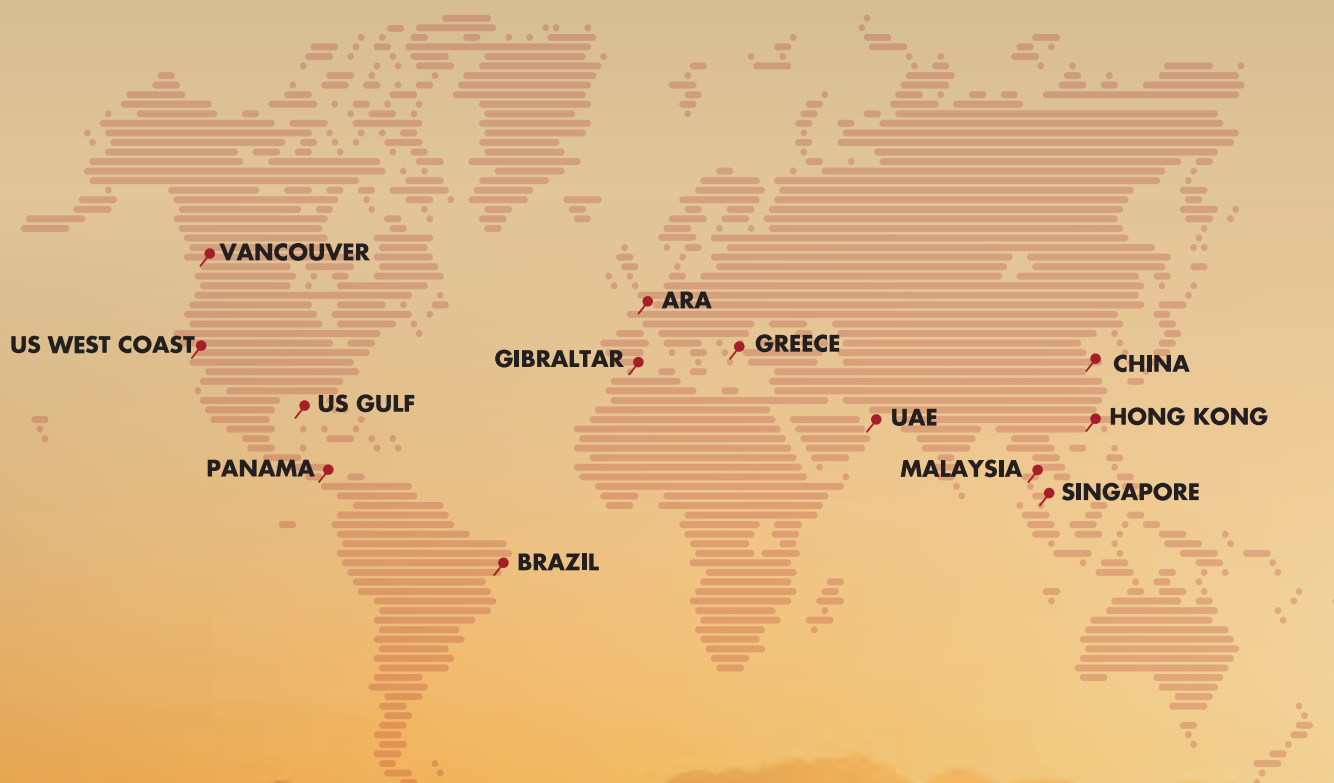 VANCOUVER
ARA
US WEST COAST
GREECE
GIBRALTAR
CHINA
US GULF
UAE
HONG KONG
PANAMA
MALAYSIA
SINGAPORE
BRAZIL